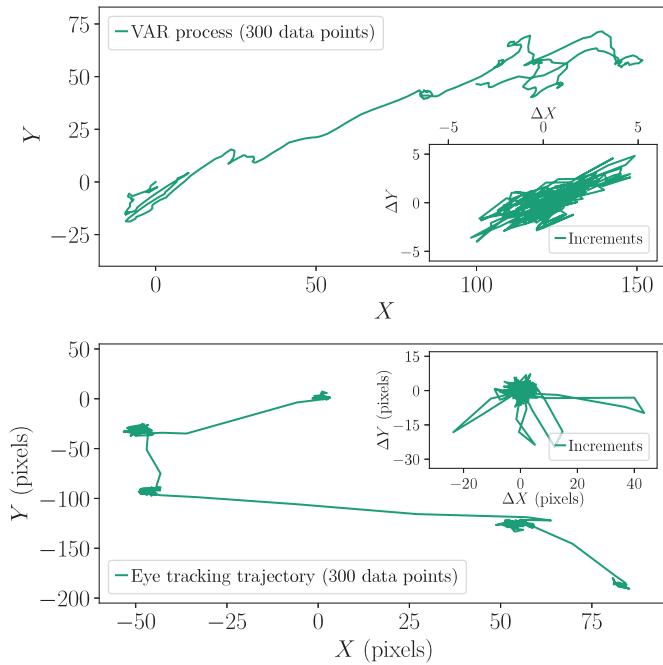 75
50
25
0
−25
Y
VAR process (300 data points)
0
50
100
150
X
ΔX
−5
0
5
5
0
−5
ΔY
Increments
50
0
−50
−100
−150
−200
Y (pixels)
Eye tracking trajectory (300 data points)
−50
−25
0
25
50
75
X (pixels)
15
0
−15
−30
ΔY (pixels)
Increments
−20
0
20
40
ΔX (pixels)